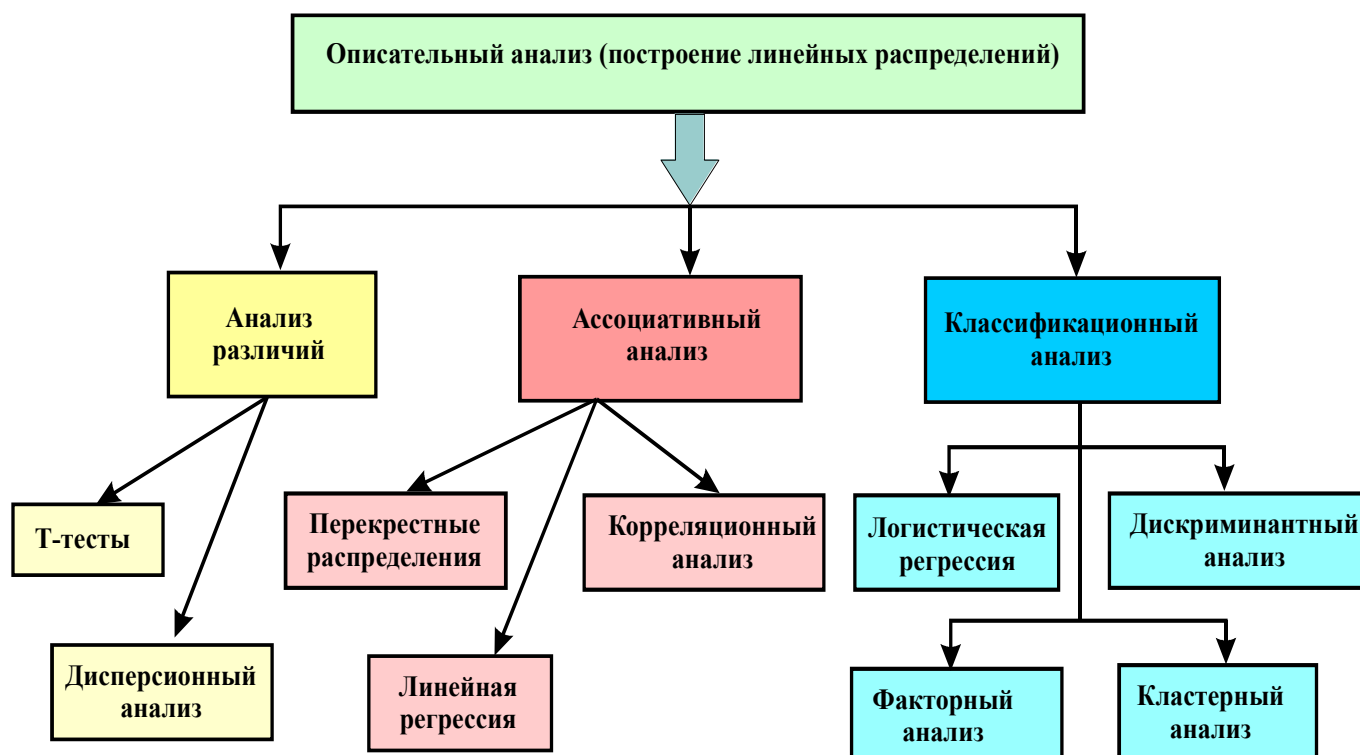 Описательный анализ (построение линейных распределений)
Анализ
различий
Ассоциативный
анализ
Классификационный
анализ
Т-тесты
Перекрестные
распределения
Корреляционный
анализ
Логистическая
регрессия
Дискриминантный
анализ
Дисперсионный
анализ
Линейная
регрессия
Факторный
анализ
Кластерный
анализ